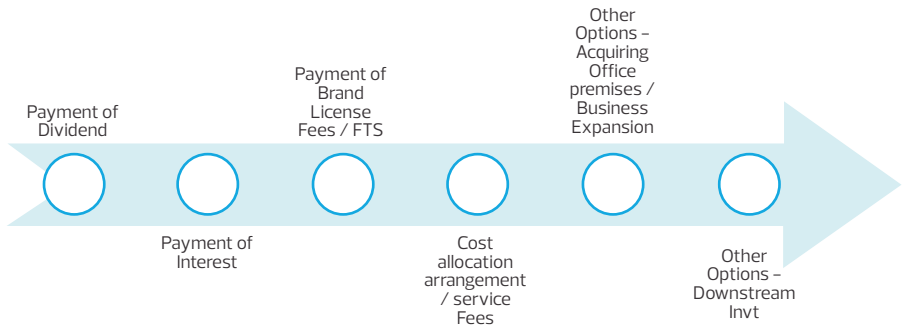 Payment of
Dividend
Payment of
Interest
Payment of
Brand
License
Fees / FTS
Cost
allocation
arrangement
/ service
Fees
Other
Options –
Acquiring
Office
premises /
Business
Expansion
Other
Options –
Downstream
Invt